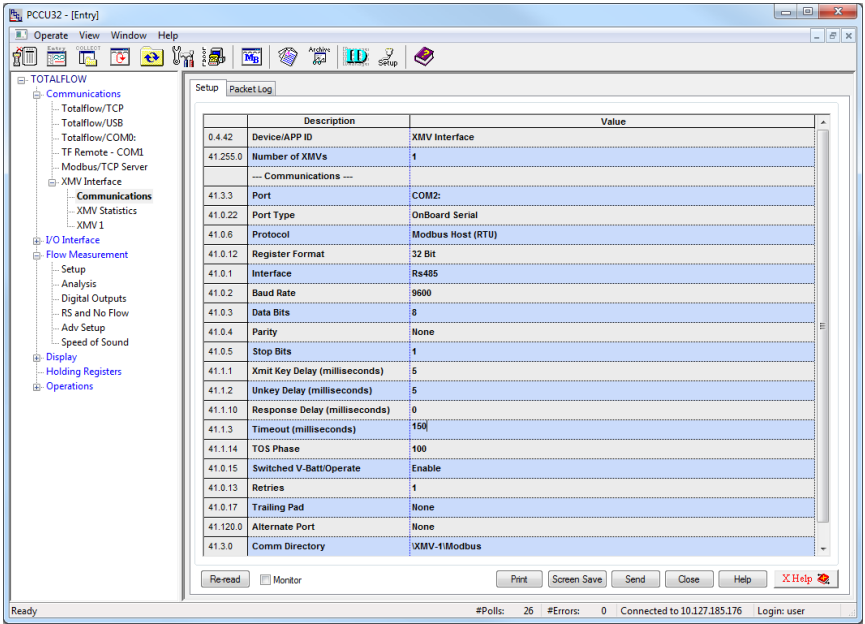 PCCU32 - [Entry]
Operate View Window Help
Entry COLLECT MB Archive ID Setup
TOTALFLOW
Communications
Totalflow/TCP
Totalflow/USB
Totalflow/COM0:
TF Remote - COM1
Modbus/TCP Server
XMV Interface
Communications
XMV Statistics
XMV 1
I/O Interface
Flow Measurement
Setup
Analysis
Digital Outputs
RS and No Flow
Adv Setup
Speed of Sound
Display
Holding Registers
Operations
Setup Packet Log
Description Value
0.4.42 Device/APP ID XMV Interface
41.255.0 Number of XMVs 1
--- Communications ---
41.3.3 Port COM2:
41.0.22 Port Type OnBoard Serial
41.0.6 Protocol Modbus Host (RTU)
41.0.12 Register Format 32 Bit
41.0.1 Interface Rs485
41.0.2 Baud Rate 9600
41.0.3 Data Bits 8
41.0.4 Parity None
41.0.5 Stop Bits 1
41.1.1 Xmit Key Delay (milliseconds) 5
41.1.2 Unkey Delay (milliseconds) 5
41.1.10 Response Delay (milliseconds) 0
41.1.3 Timeout (milliseconds) 150
41.1.14 TOS Phase 100
41.0.15 Switched V-Batt/Operate Enable
41.0.13 Retries 1
41.0.17 Trailing Pad None
41.120.0 Alternate Port None
41.3.0 Comm Directory \XMV-1\Modbus
Re-read Monitor Print Screen Save Send Close Help X Help
Ready #Polls: 26 #Errors: 0 Connected to 10.127.185.176 Login: user